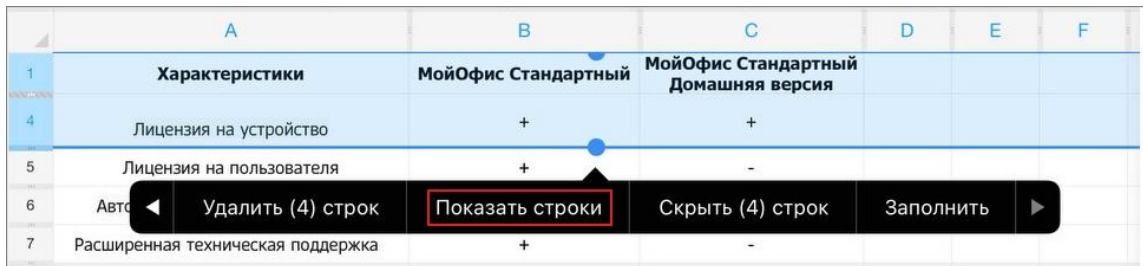 A B C D E F
1 Характеристики МойОфис Стандартный МойОфис Стандартный
Домашняя версия
4 Лицензия на устройство + +
5 Лицензия на пользователя + -
6 Авто
◀ Удалить (4) строк Показать строки Скрыть (4) строк Заполнить ▶
7 Расширенная техническая поддержка + -